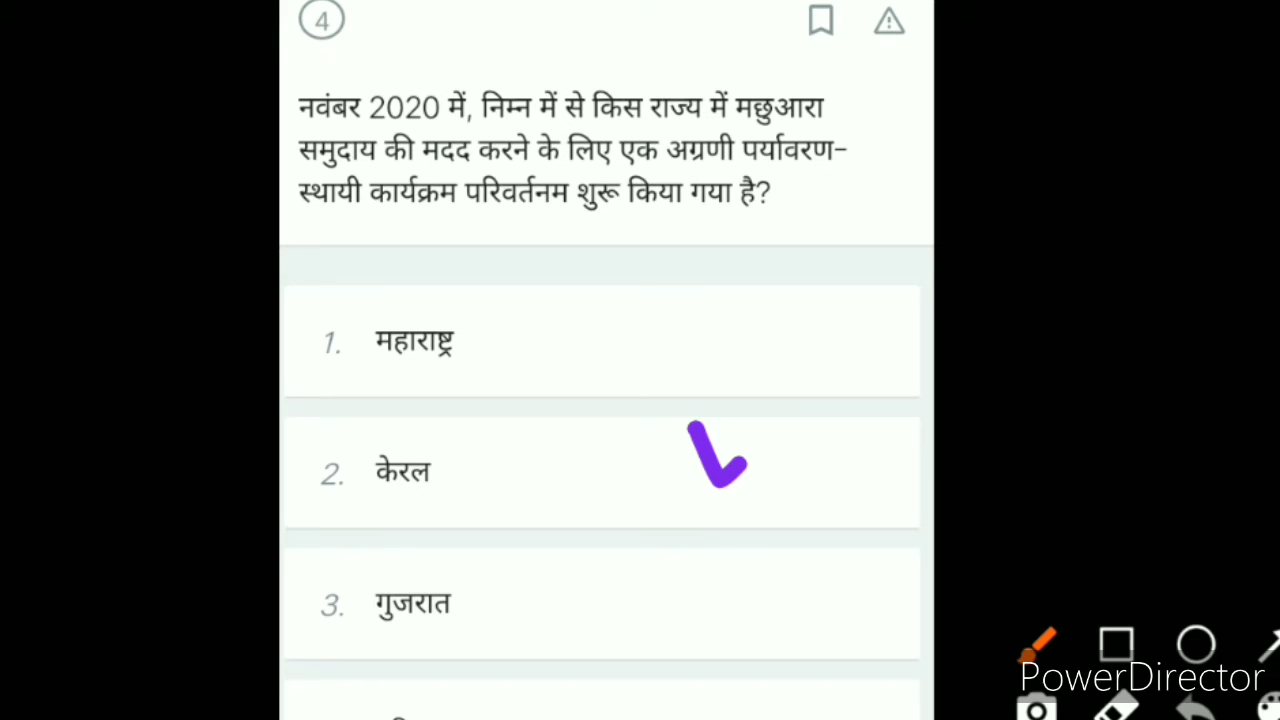 4
नवंबर 2020 में, निम्न में से किस राज्य में मछुआरा
समुदाय की मदद करने के लिए एक अग्रणी पर्यावरण-
स्थायी कार्यक्रम परिवर्तनम शुरू किया गया है?
1. महाराष्ट्र
2. केरल
3. गुजरात
PowerDirector